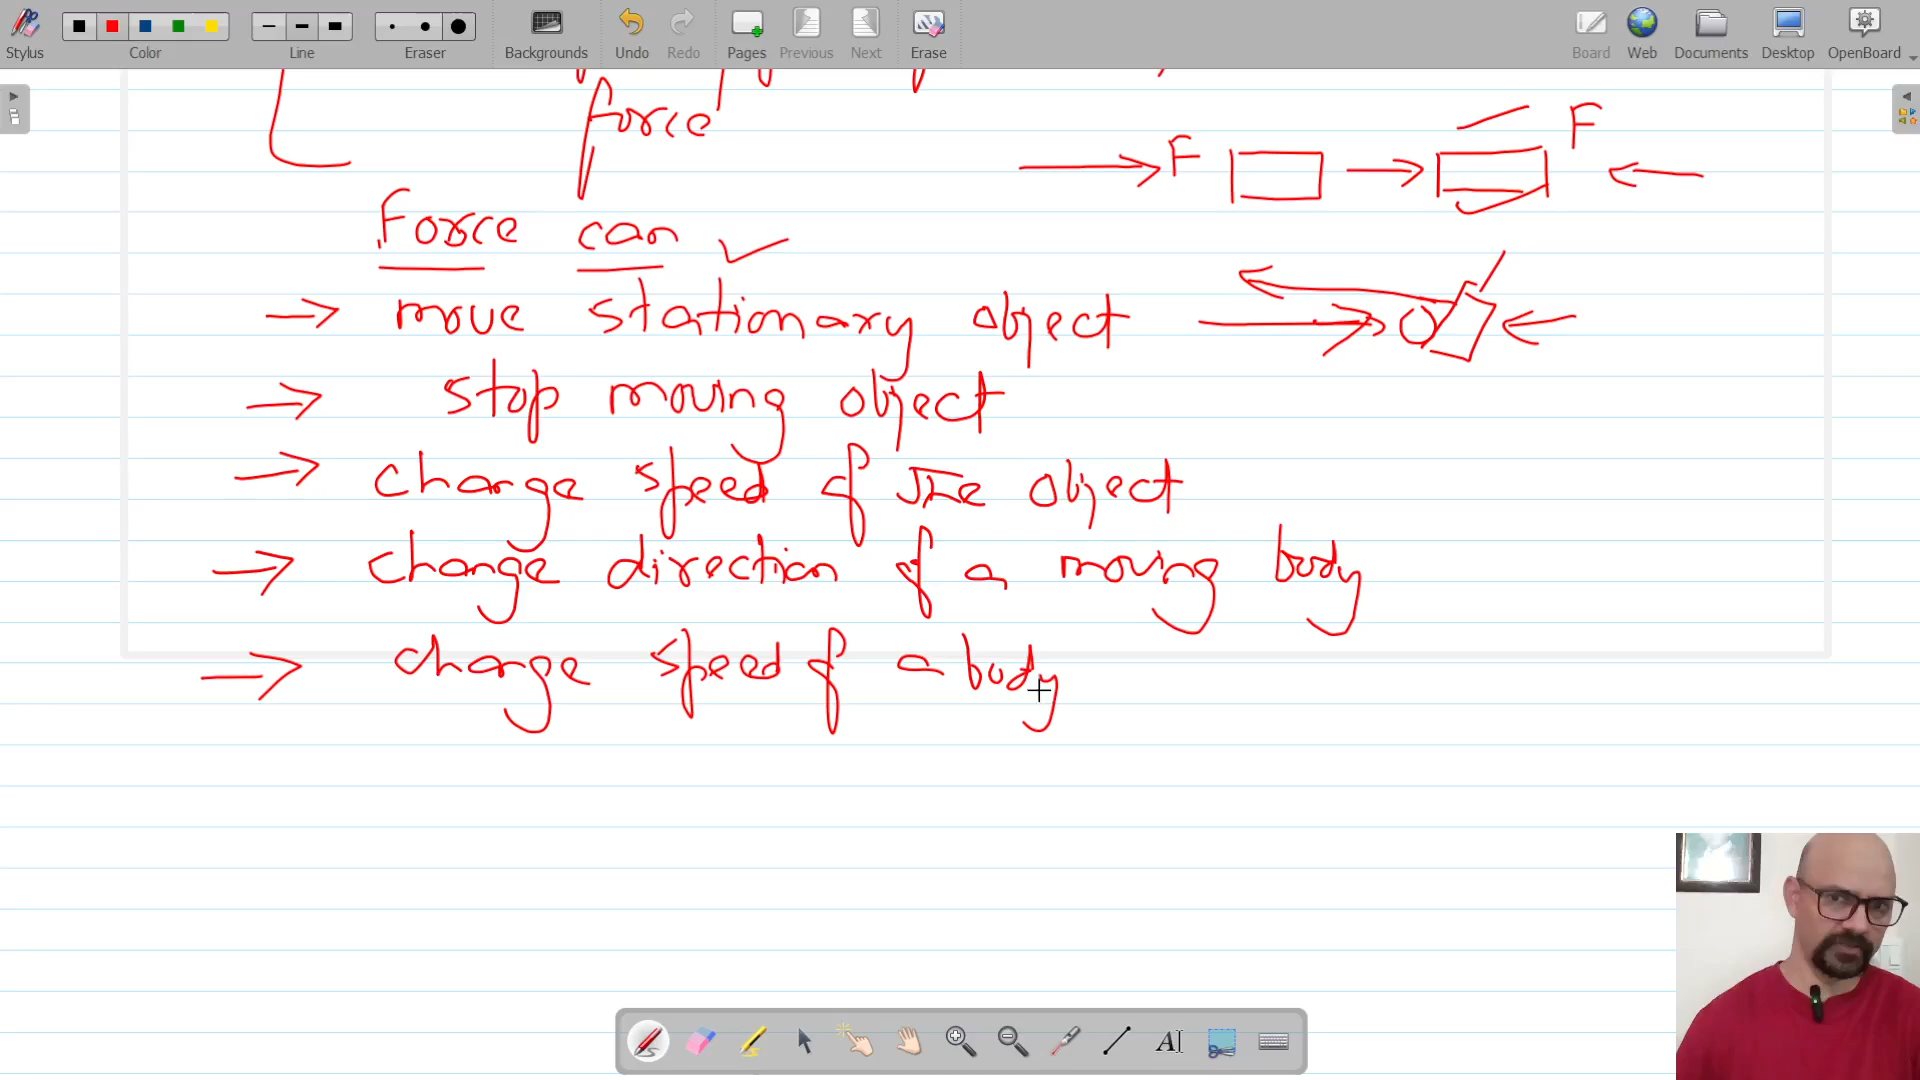 Stylus Color Line Eraser Backgrounds Undo Redo Pages Previous Next Erase Board Web Documents Desktop OpenBoard
force
F F
Force can
→ move stationary object
→ stop moving object
→ change speed of the object
→ change direction of a moving body
→ change speed of a body